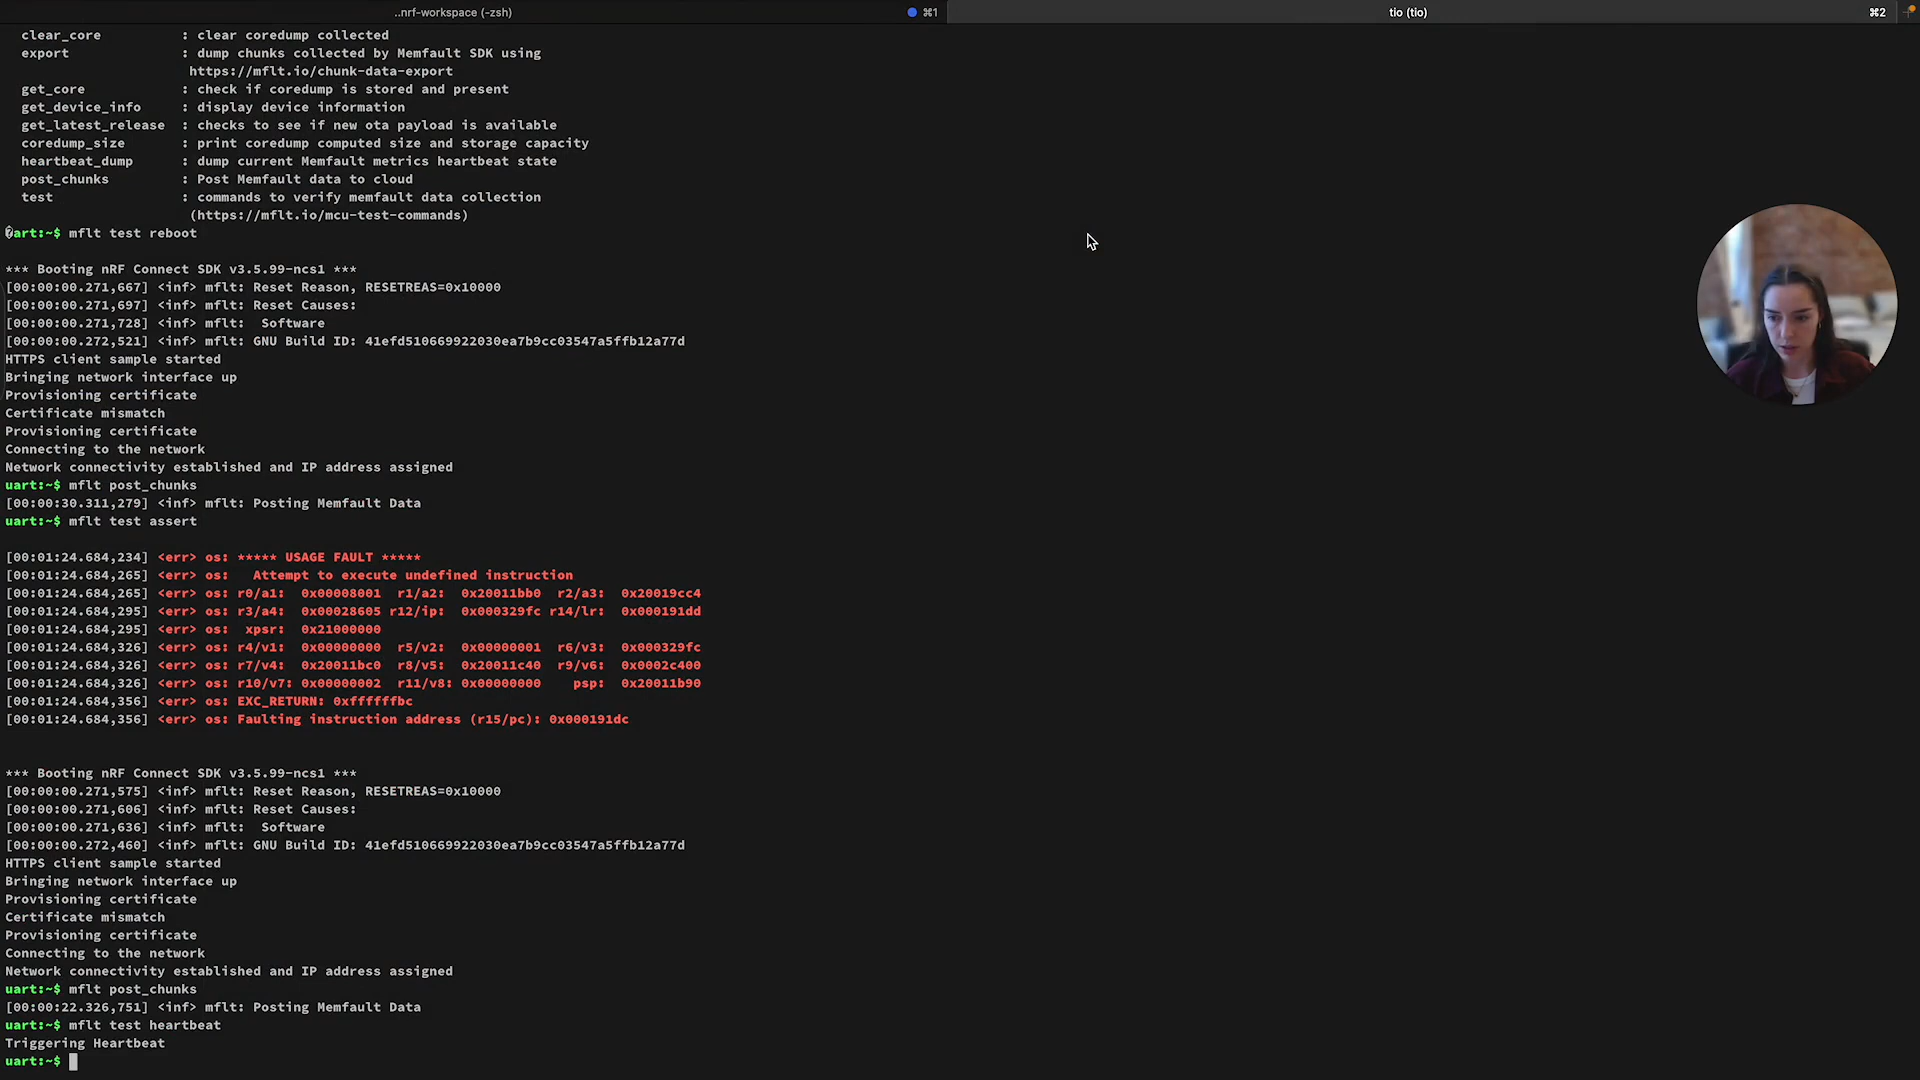 ..nrf-workspace (-zsh) ⌘1 tio (tio) ⌘2
clear_core : clear coredump collected
export : dump chunks collected by Memfault SDK using
https://mflt.io/chunk-data-export
get_core : check if coredump is stored and present
get_device_info : display device information
get_latest_release : checks to see if new ota payload is available
coredump_size : print coredump computed size and storage capacity
heartbeat_dump : dump current Memfault metrics heartbeat state
post_chunks : Post Memfault data to cloud
test : commands to verify memfault data collection
(https://mflt.io/mcu-test-commands)
�art:~$ mflt test reboot
*** Booting nRF Connect SDK v3.5.99-ncs1 ***
[00:00:00.271,667] <inf> mflt: Reset Reason, RESETREAS=0x10000
[00:00:00.271,697] <inf> mflt: Reset Causes:
[00:00:00.271,728] <inf> mflt:  Software
[00:00:00.272,521] <inf> mflt: GNU Build ID: 41efd510669922030ea7b9cc03547a5ffb12a77d
HTTPS client sample started
Bringing network interface up
Provisioning certificate
Certificate mismatch
Provisioning certificate
Connecting to the network
Network connectivity established and IP address assigned
uart:~$ mflt post_chunks
[00:00:30.311,279] <inf> mflt: Posting Memfault Data
uart:~$ mflt test assert
[00:01:24.684,234] <err> os: ***** USAGE FAULT *****
[00:01:24.684,265] <err> os:   Attempt to execute undefined instruction
[00:01:24.684,265] <err> os: r0/a1:  0x00008001  r1/a2:  0x20011bb0  r2/a3:  0x20019cc4
[00:01:24.684,295] <err> os: r3/a4:  0x00028605 r12/ip:  0x000329fc r14/lr:  0x000191dd
[00:01:24.684,295] <err> os:  xpsr:  0x21000000
[00:01:24.684,326] <err> os: r4/v1:  0x00000000  r5/v2:  0x00000001  r6/v3:  0x000329fc
[00:01:24.684,326] <err> os: r7/v4:  0x20011bc0  r8/v5:  0x20011c40  r9/v6:  0x0002c400
[00:01:24.684,326] <err> os: r10/v7: 0x00000002  r11/v8: 0x00000000    psp:  0x20011b90
[00:01:24.684,356] <err> os: EXC_RETURN: 0xffffffbc
[00:01:24.684,356] <err> os: Faulting instruction address (r15/pc): 0x000191dc
*** Booting nRF Connect SDK v3.5.99-ncs1 ***
[00:00:00.271,575] <inf> mflt: Reset Reason, RESETREAS=0x10000
[00:00:00.271,606] <inf> mflt: Reset Causes:
[00:00:00.271,636] <inf> mflt:  Software
[00:00:00.272,460] <inf> mflt: GNU Build ID: 41efd510669922030ea7b9cc03547a5ffb12a77d
HTTPS client sample started
Bringing network interface up
Provisioning certificate
Certificate mismatch
Provisioning certificate
Connecting to the network
Network connectivity established and IP address assigned
uart:~$ mflt post_chunks
[00:00:22.326,751] <inf> mflt: Posting Memfault Data
uart:~$ mflt test heartbeat
Triggering Heartbeat
uart:~$